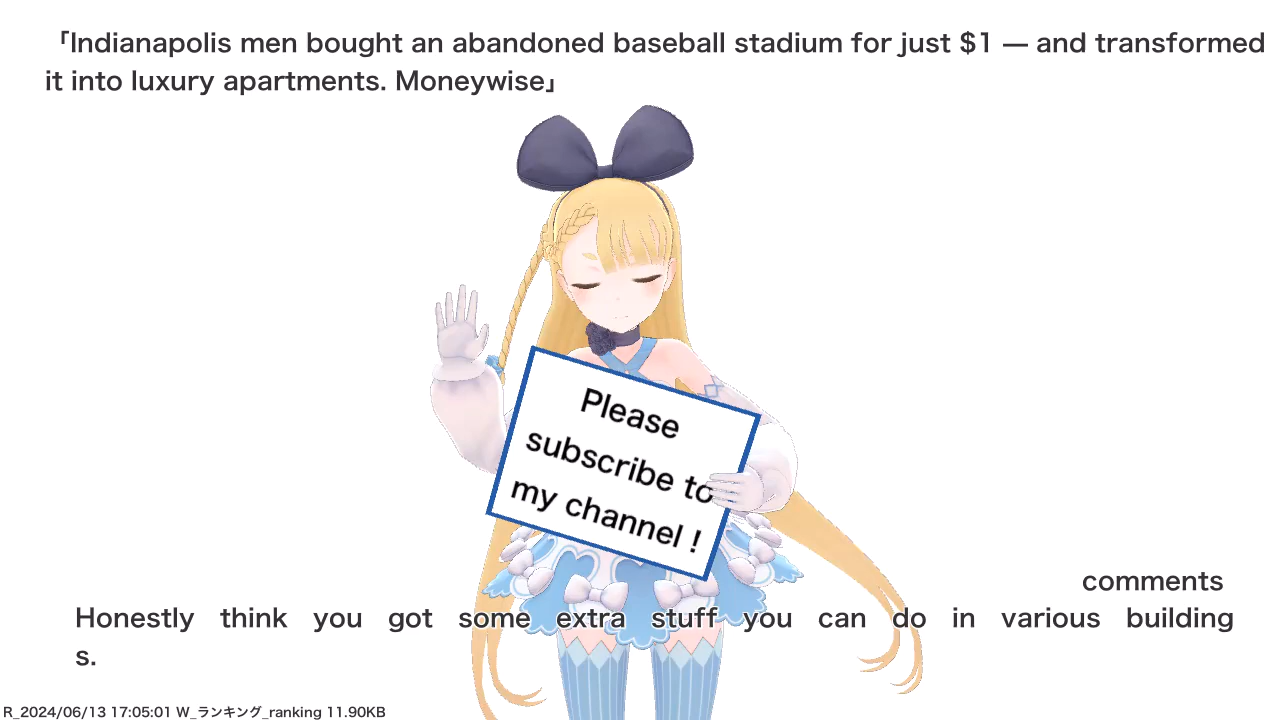 「Indianapolis men bought an abandoned baseball stadium for just $1 — and transformed
it into luxury apartments. Moneywise」
Please
subscribe to
my channel !
comments
Honestly think you got some extra stuff you can do in various building
s.
R_2024/06/13 17:05:01 W_ランキング_ranking 11.90KB